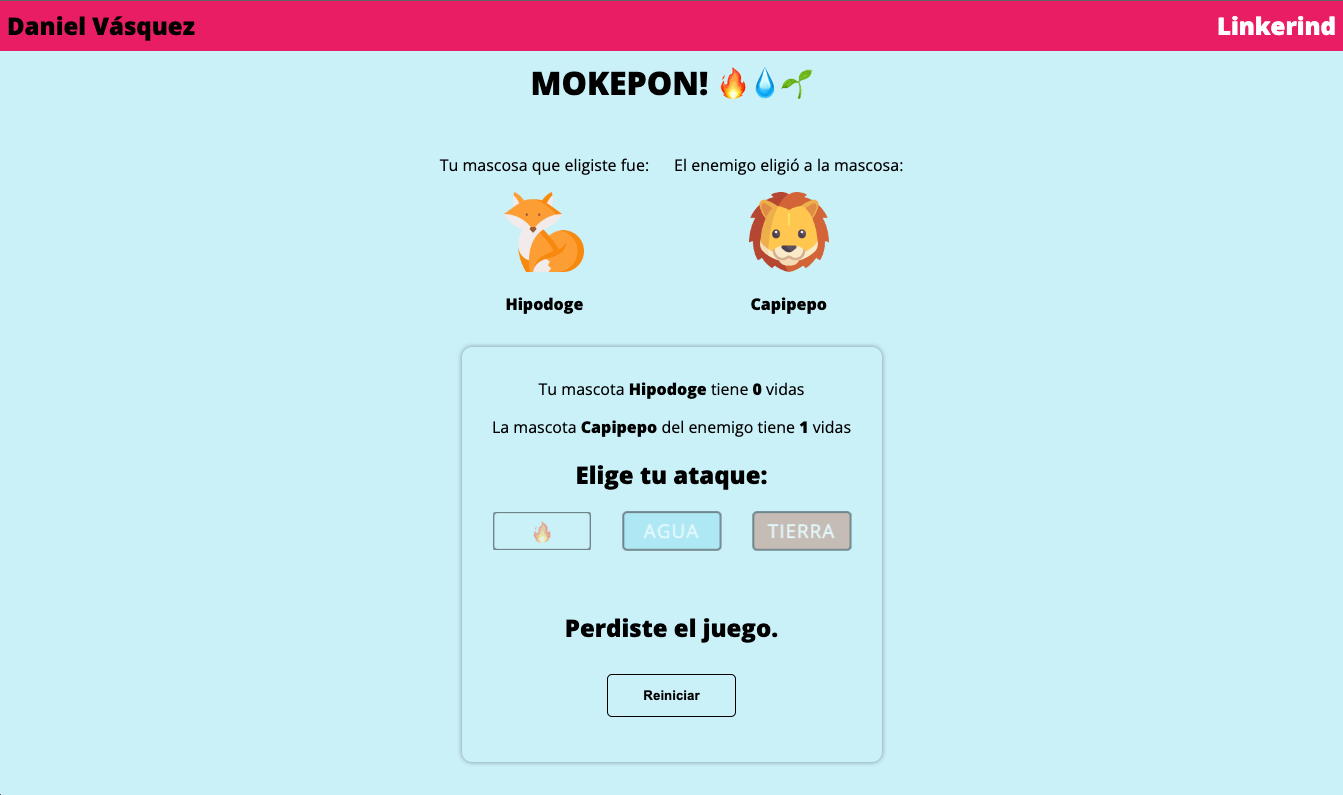 Daniel Vásquez Linkerind
MOKEPON! 🔥💧🌱
Tu mascosa que eligiste fue: El enemigo eligió a la mascosa:
Hipodoge Capipepo
Tu mascota Hipodoge tiene 0 vidas
La mascota Capipepo del enemigo tiene 1 vidas
Elige tu ataque:
🔥 AGUA TIERRA
Perdiste el juego.
Reiniciar